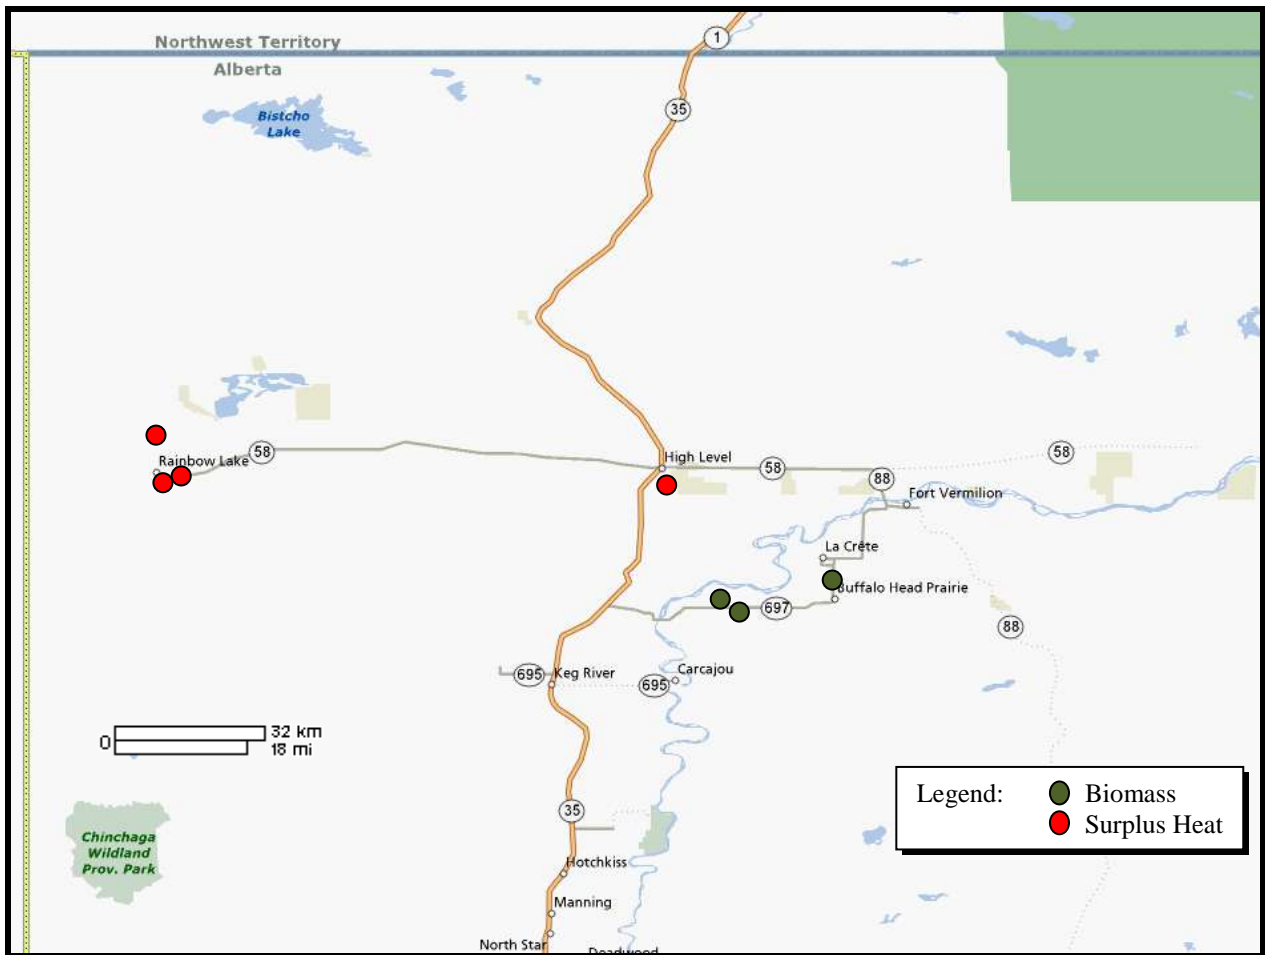 1
Northwest Territory
Alberta
35
Bistcho
Lake
58
Rainbow Lake
High Level
58
58
88
Fort Vermilion
La Crête
Buffalo Head Prairie
697
88
695
Keg River
695
Carcajou
0
32 km
18 mi
Legend:
Biomass
Surplus Heat
35
Chinchaga
Wildland
Prov. Park
Hotchkiss
Manning
North Star
Deadwood